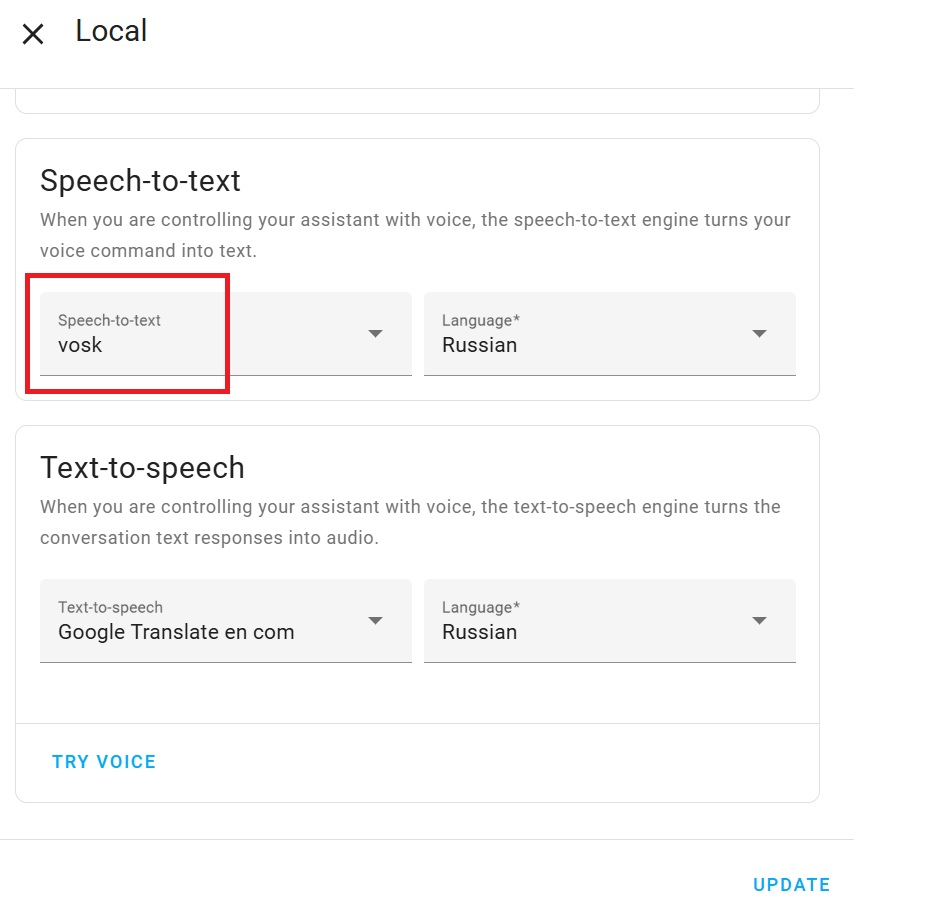 Local
Speech-to-text
When you are controlling your assistant with voice, the speech-to-text engine turns your
voice command into text.
Speech-to-text
vosk
Language*
Russian
Text-to-speech
When you are controlling your assistant with voice, the text-to-speech engine turns the
conversation text responses into audio.
Text-to-speech
Google Translate en com
Language*
Russian
TRY VOICE
UPDATE